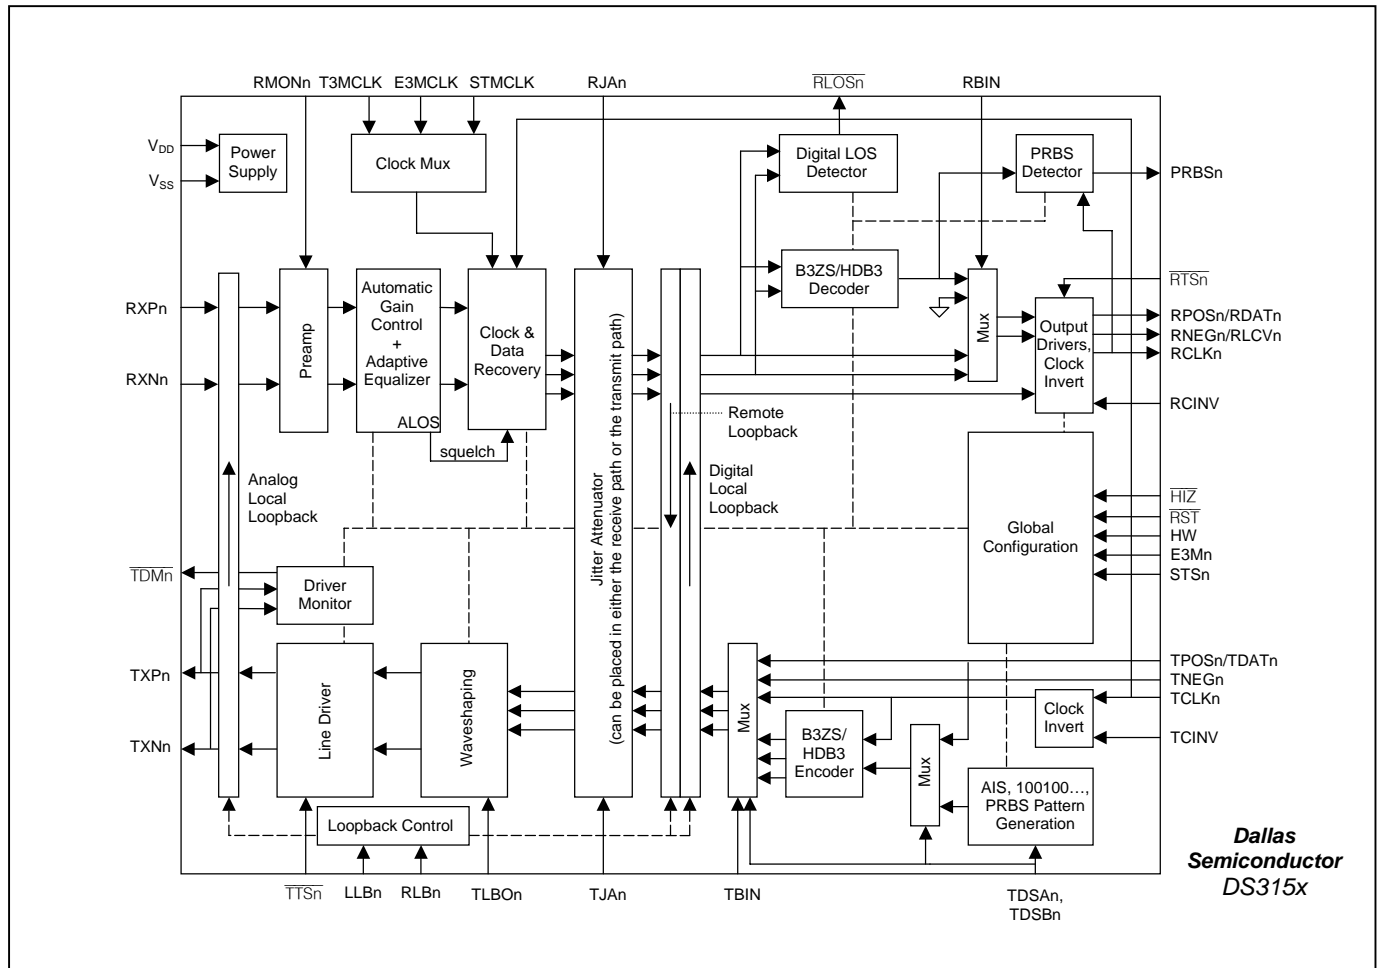 RMONn T3MCLK E3MCLK STMCLK RJAn RLOSn RBIN
VDD
VSS
Power
Supply
Clock Mux
Digital LOS
Detector
PRBS
Detector
PRBSn
RXPn
RXNn
Preamp
Automatic
Gain
Control
+
Adaptive
Equalizer
ALOS
squelch
Clock &
Data
Recovery
Jitter Attenuator
(can be placed in either the receive path or the transmit path)
B3ZS/HDB3
Decoder
Mux
Output
Drivers,
Clock
Invert
RTSn
RPOSn/RDATn
RNEGn/RLCVn
RCLKn
RCINV
Remote
Loopback
Analog
Local
Loopback
Digital
Local
Loopback
Global
Configuration
HIZ
RST
HW
E3Mn
STSn
TDMn
Driver
Monitor
TXPn
TXNn
Line Driver
Waveshaping
Mux
B3ZS/
HDB3
Encoder
Mux
Clock
Invert
TPOSn/TDATn
TNEGn
TCLKn
TCINV
AIS, 100100...,
PRBS Pattern
Generation
Loopback Control
TTSn LLBn RLBn TLBOn TJAn TBIN TDSAn,
TDSBn
Dallas
Semiconductor
DS315x